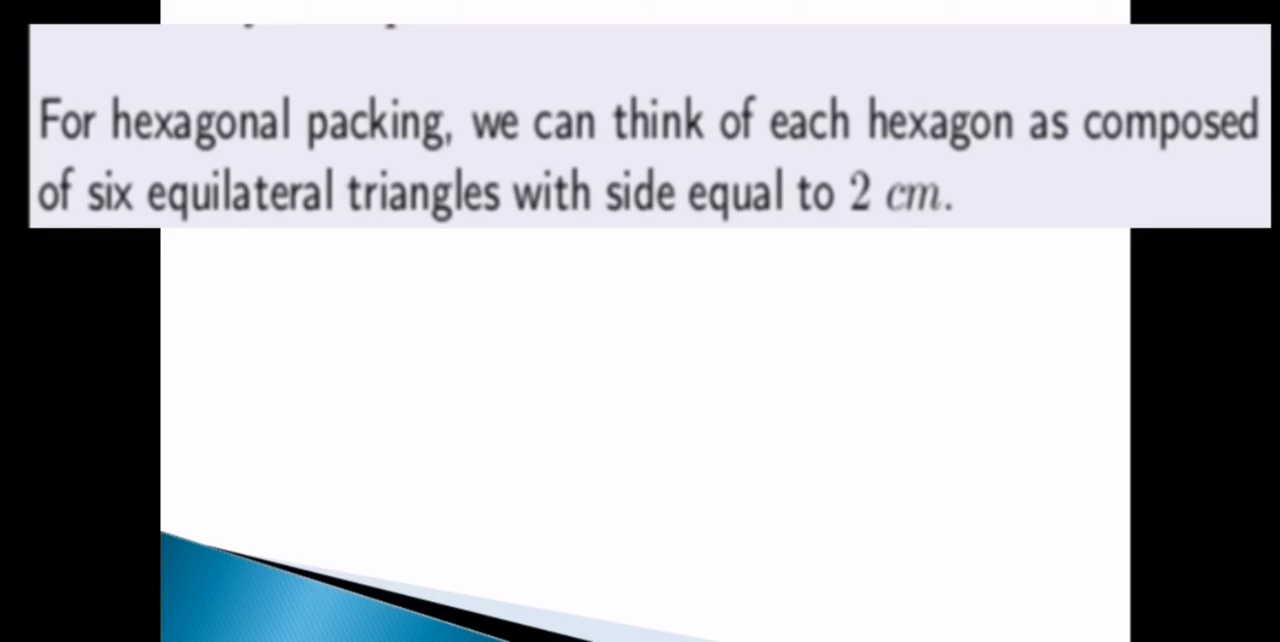 For hexagonal packing, we can think of each hexagon as composed
of six equilateral triangles with side equal to 2 cm.